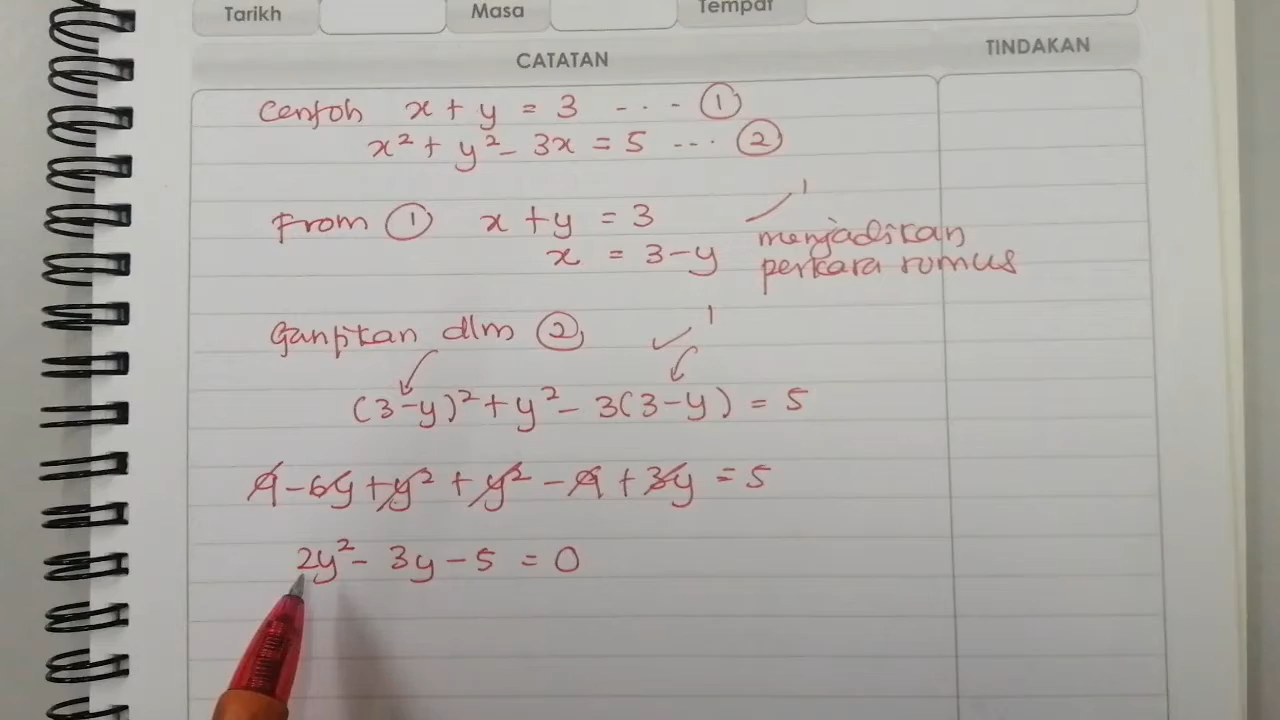 Tarikh Masa Tempat
CATATAN TINDAKAN
Contoh x + y = 3 ---- ①
x² + y² - 3x = 5 ---- ②
From ① x + y = 3 ✓ 1
x = 3 - y menjadikan
perkara rumus
Gantikan dlm ② ✓ 1
(3-y)² + y² - 3(3-y) = 5
9 - 6y + y² + y² - 9 + 3y = 5
2y² - 3y - 5 = 0